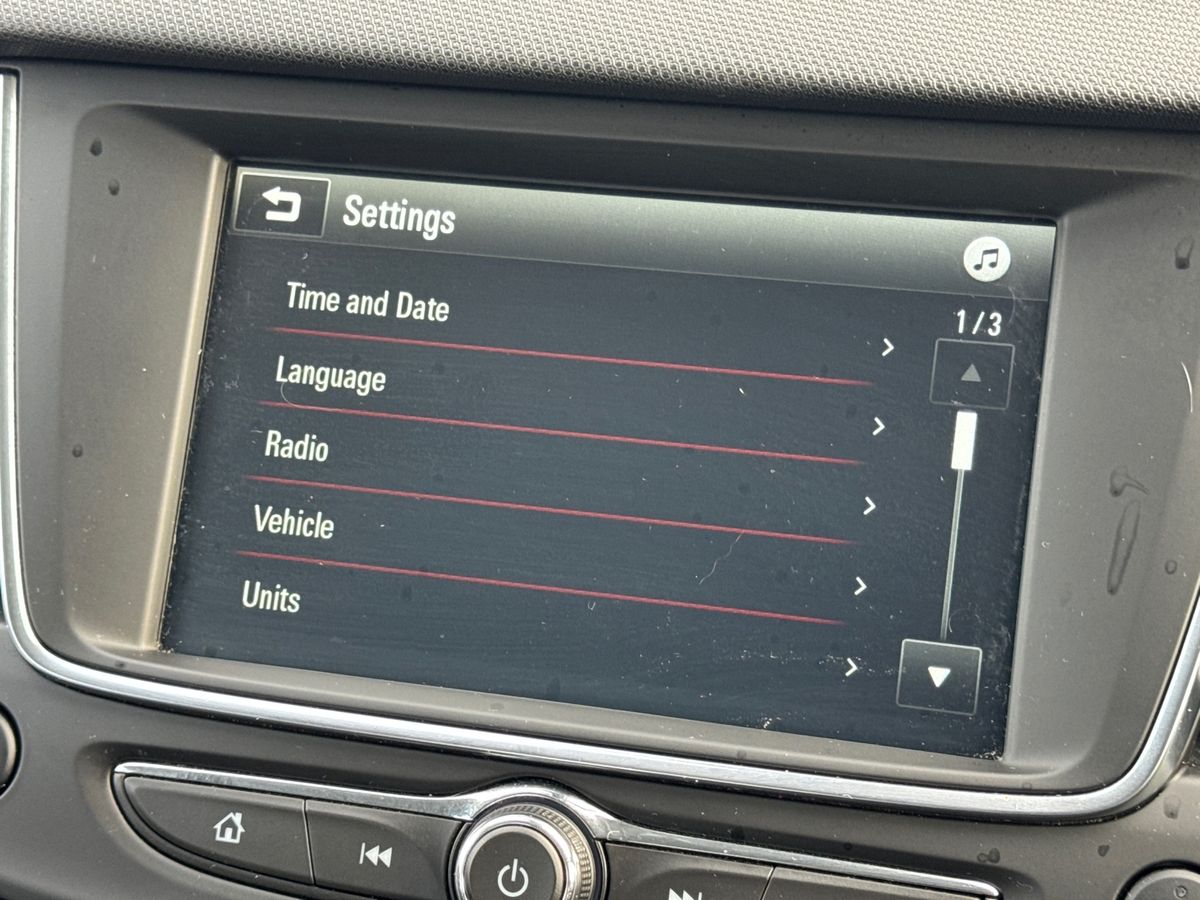 Settings
Time and Date
1/3
Language
Radio
Vehicle
Units